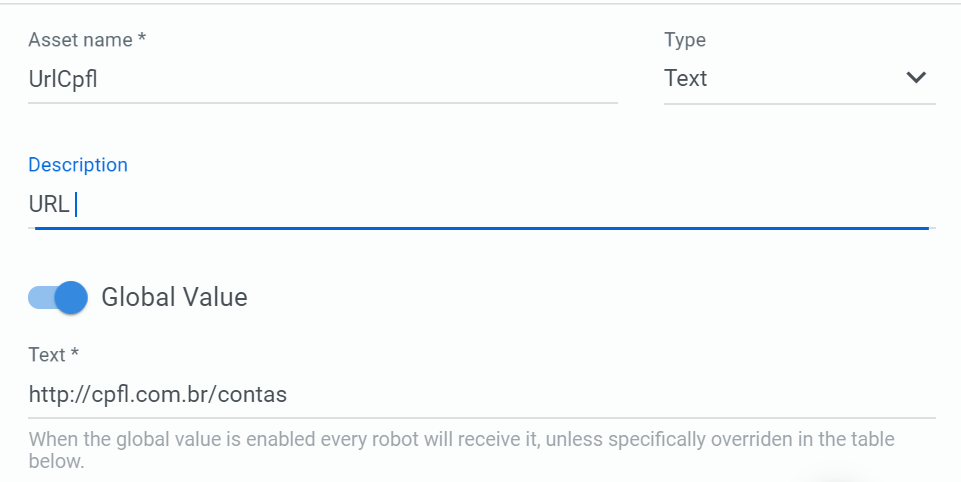 Asset name *
Type
UrlCpfl
Text
Description
URL
Global Value
Text *
http://cpfl.com.br/contas
When the global value is enabled every robot will receive it, unless specifically overriden in the table
below.